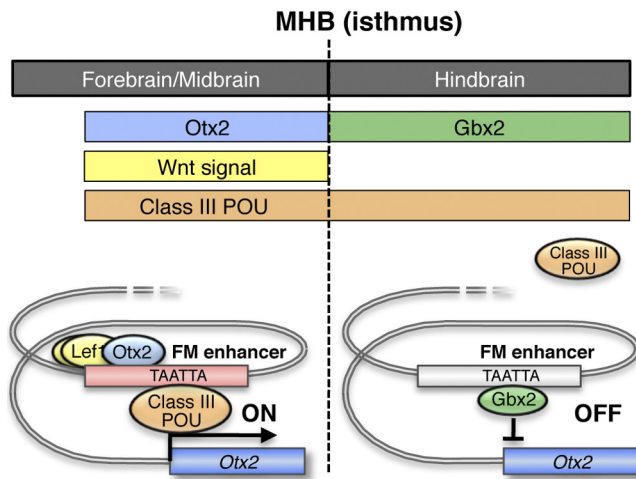 MHB (isthmus)
Forebrain/Midbrain
Hindbrain
Otx2
Gbx2
Wnt signal
Class III POU
Class III
POU
Lef1
Otx2
FM enhancer
TAATTA
Class III
POU
ON
Otx2
FM enhancer
TAATTA
Gbx2
OFF
Otx2